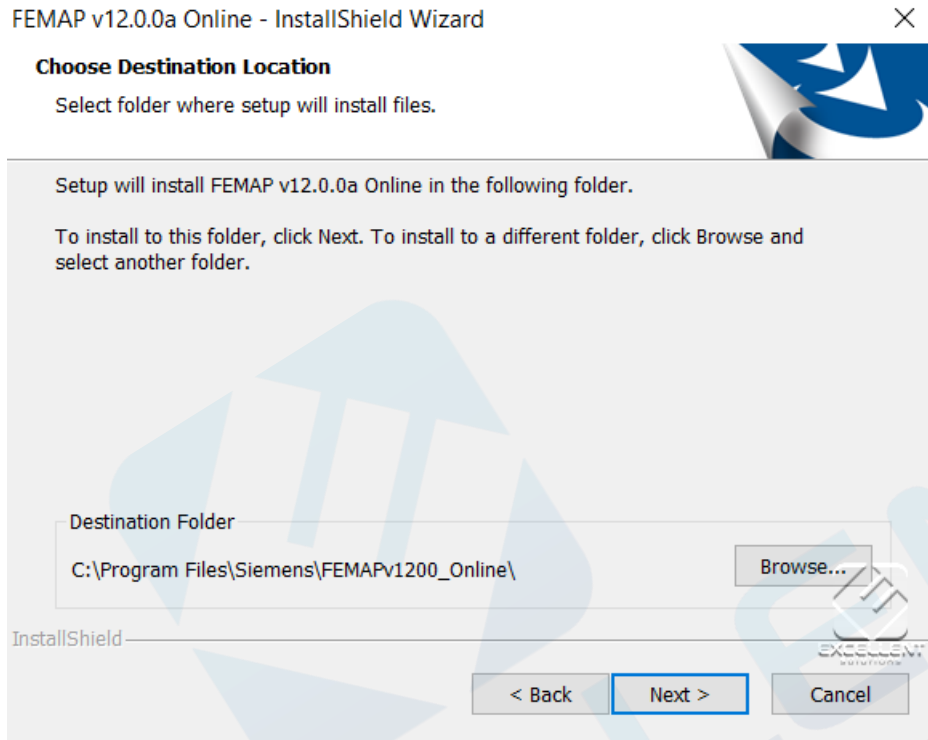 FEMAP v12.0.0a Online - InstallShield Wizard
Choose Destination Location
Select folder where setup will install files.
Setup will install FEMAP v12.0.0a Online in the following folder.
To install to this folder, click Next. To install to a different folder, click Browse and
select another folder.
Destination Folder
C:\Program Files\Siemens\FEMAPv1200_Online\
Browse...
InstallShield
EXCELLENT
SOLUTIONS
< Back
Next >
Cancel